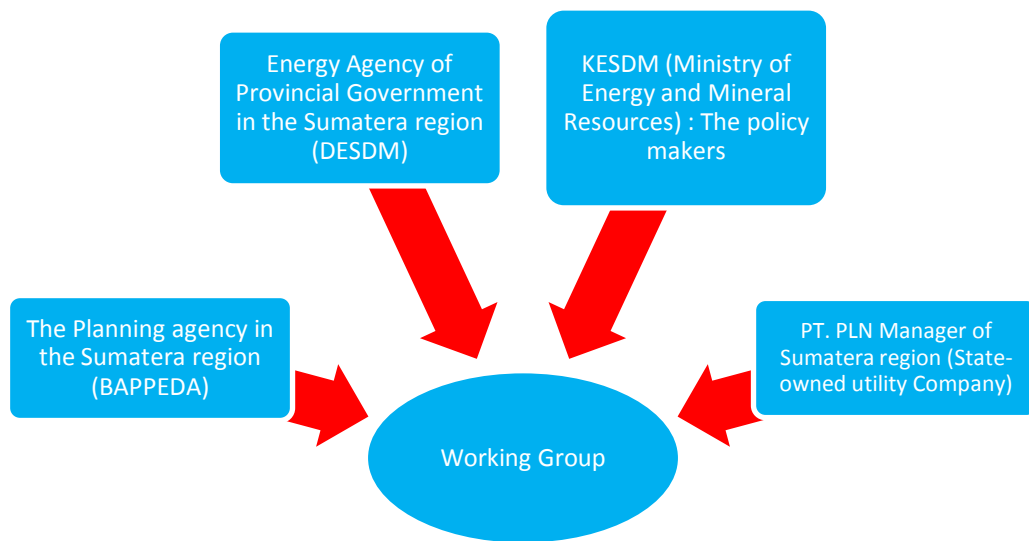 Energy Agency of
Provincial Government
in the Sumatera region
(DESDM)
KESDM (Ministry of
Energy and Mineral
Resources) : The policy
makers
The Planning agency in
the Sumatera region
(BAPPEDA)
PT. PLN Manager of
Sumatera region (State-
owned utility Company)
Working Group